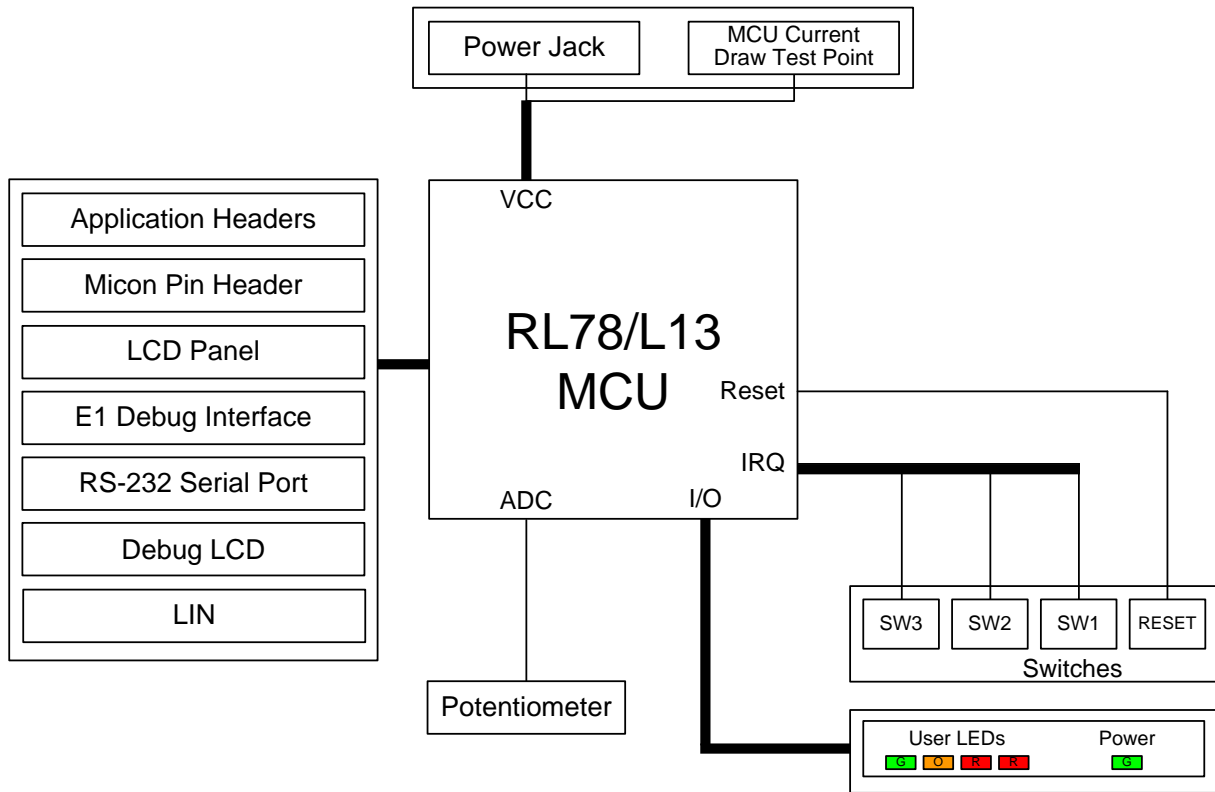 Power Jack
MCU Current
Draw Test Point
VCC
Application Headers
Micon Pin Header
LCD Panel
E1 Debug Interface
RS-232 Serial Port
Debug LCD
LIN
RL78/L13
MCU
Reset
IRQ
ADC
I/O
SW3
SW2
SW1
RESET
Switches
Potentiometer
User LEDs
Power
G
O
R
R
G